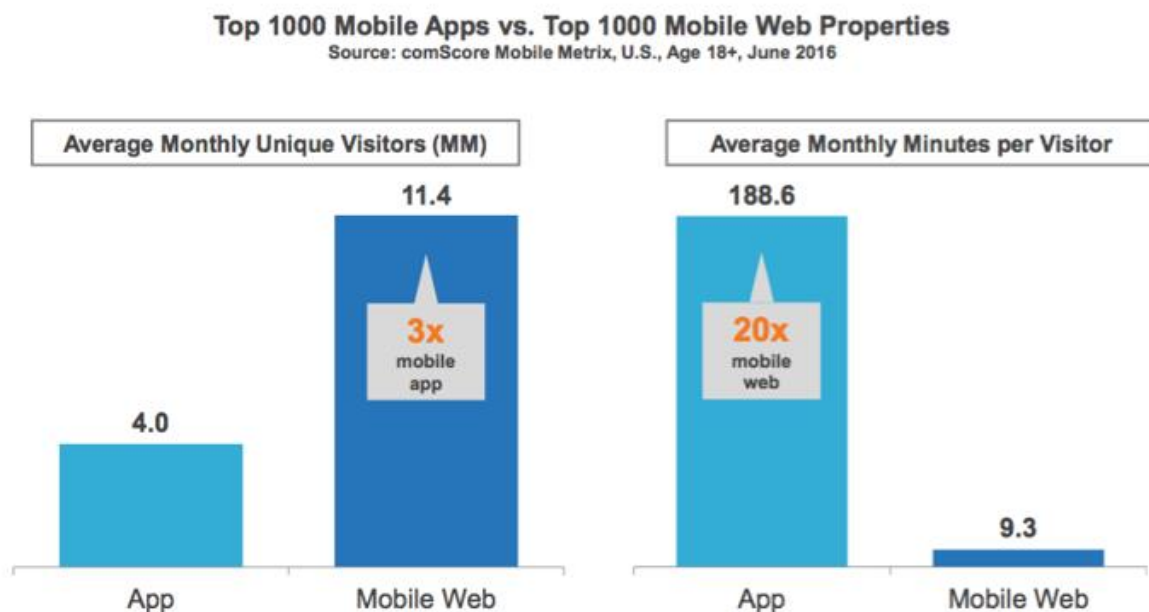 Top 1000 Mobile Apps vs. Top 1000 Mobile Web Properties
Source: comScore Mobile Metrix, U.S., Age 18+, June 2016
Average Monthly Unique Visitors (MM)
11.4
3x
mobile
app
4.0
App
Mobile Web
Average Monthly Minutes per Visitor
188.6
20x
mobile
web
9.3
App
Mobile Web